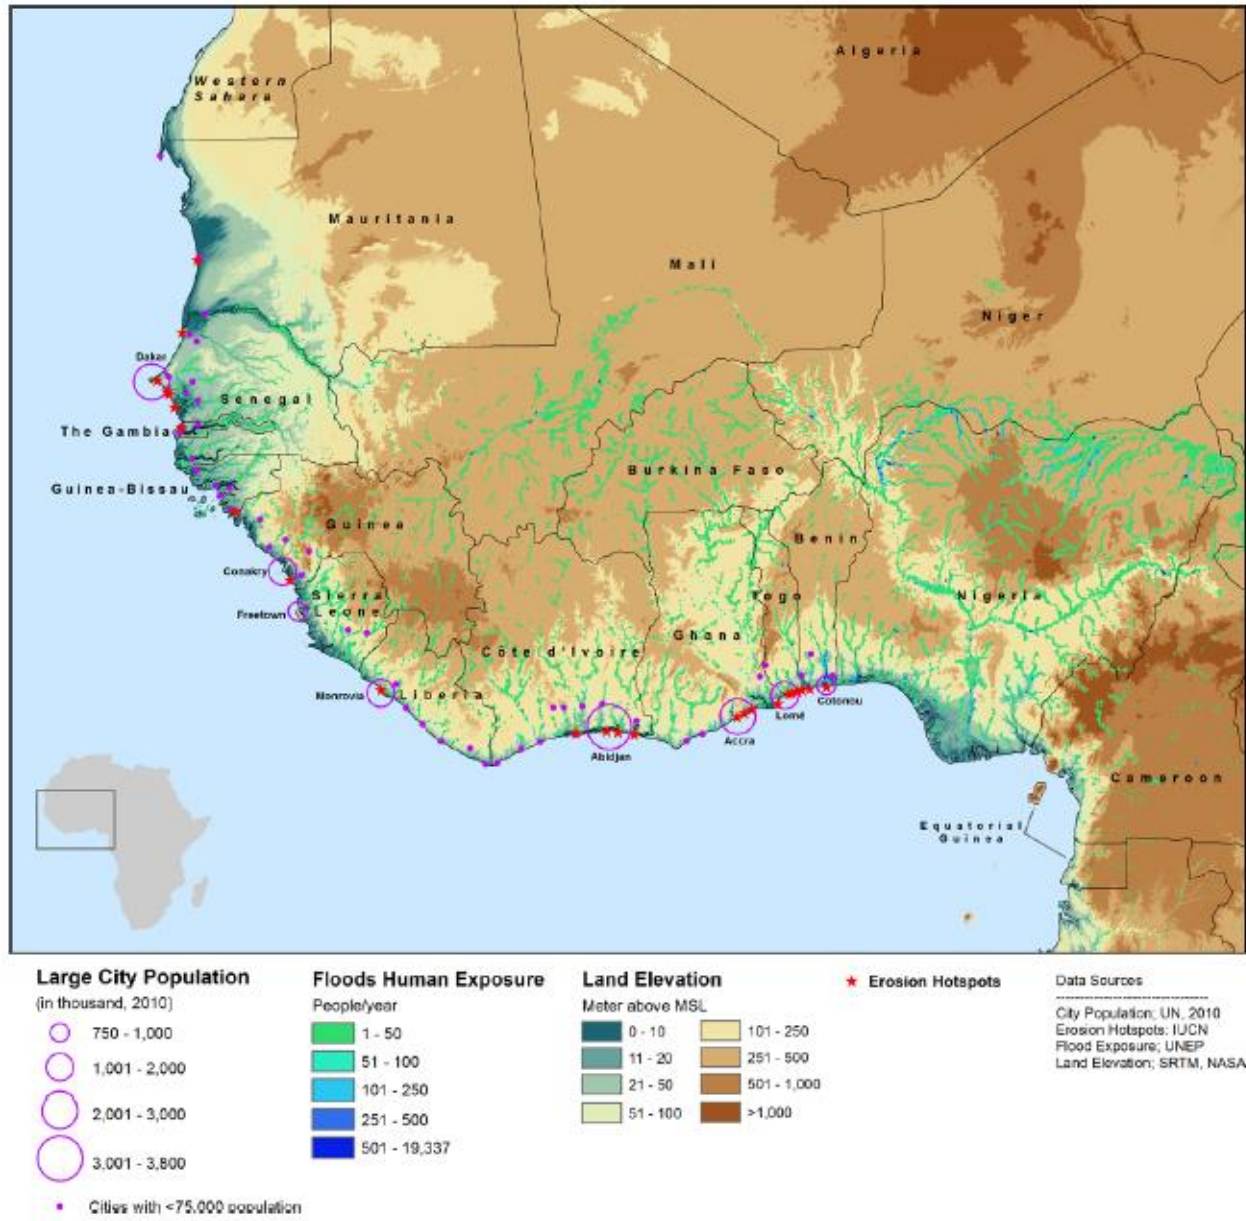 Algeria
Western
Sahara
Mauritania
Mali
Niger
Dakar
Senegal
The Gambia
Burkina Faso
Guinea-Bissau
Guinea
Benin
Conakry
Sierra
Leone
Togo
Nigeria
Freetown
Ghana
Côte d'Ivoire
Monrovia
Liberia
Cotonou
Lomé
Accra
Abidjan
Cameroon
Equatorial
Guinea
Large City Population
(in thousand, 2010)
750 - 1,000
1,001 - 2,000
2,001 - 3,000
3,001 - 3,800
Cities with <75.000 population
Floods Human Exposure
People/year
1 - 50
51 - 100
101 - 250
251 - 500
501 - 19,337
Land Elevation
Meter above MSL
0 - 10
11 - 20
21 - 50
51 - 100
101 - 250
251 - 500
501 - 1,000
>1,000
Erosion Hotspots
Data Sources
City Population; UN, 2010
Erosion Hotspots: IUCN
Flood Exposure; UNEP
Land Elevation; SRTM, NASA